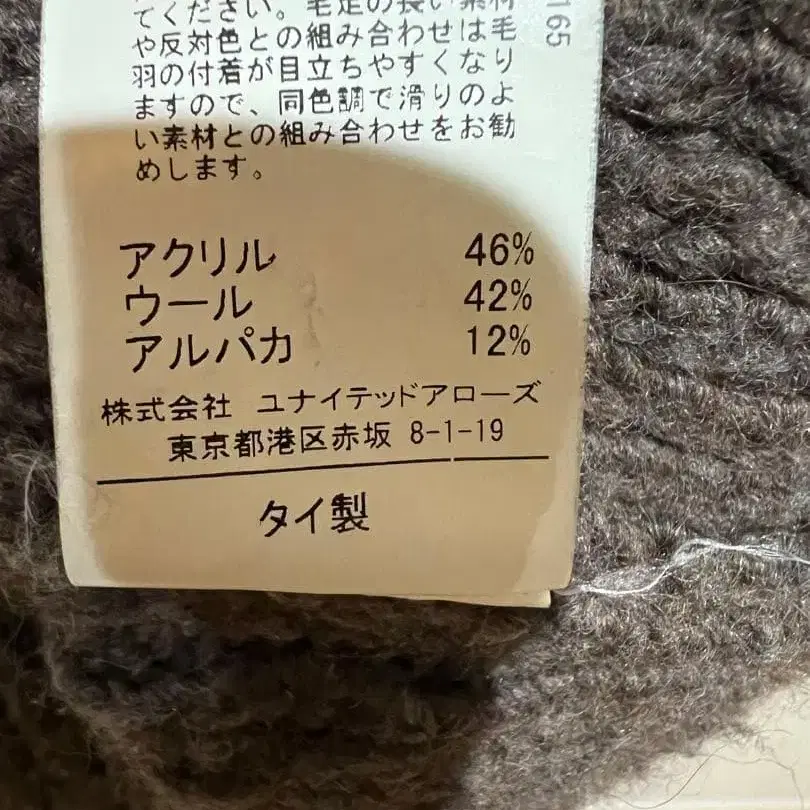 てください。毛足の長い素材
や反対色との組み合わせは毛
羽の付着が目立ちやすくなり
ますので、同色調で滑りのよ
い素材との組み合わせをお勧
めします。
165
アクリル 46%
ウール 42%
アルパカ 12%
株式会社 ユナイテッドアローズ
東京都港区赤坂 8-1-19
タイ製